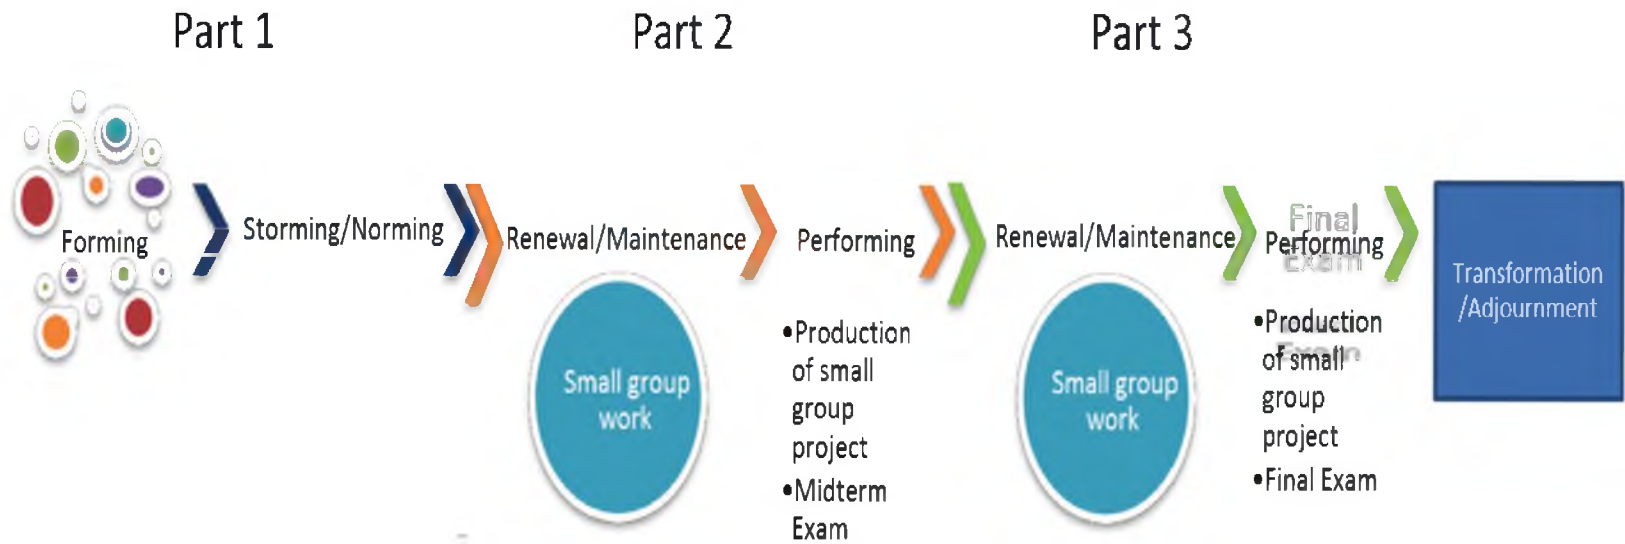 Part 1
Part 2
Part 3
Forming
Storming/Norming
Renewal/Maintenance
Small group
work
Performing
•Production
of small
group
project
•Midterm
Exam
Renewal/Maintenance
Small group
work
Final
Performing
Exam
•Production
Exam
of small
group
project
•Final Exam
Transformation
/Adjournment